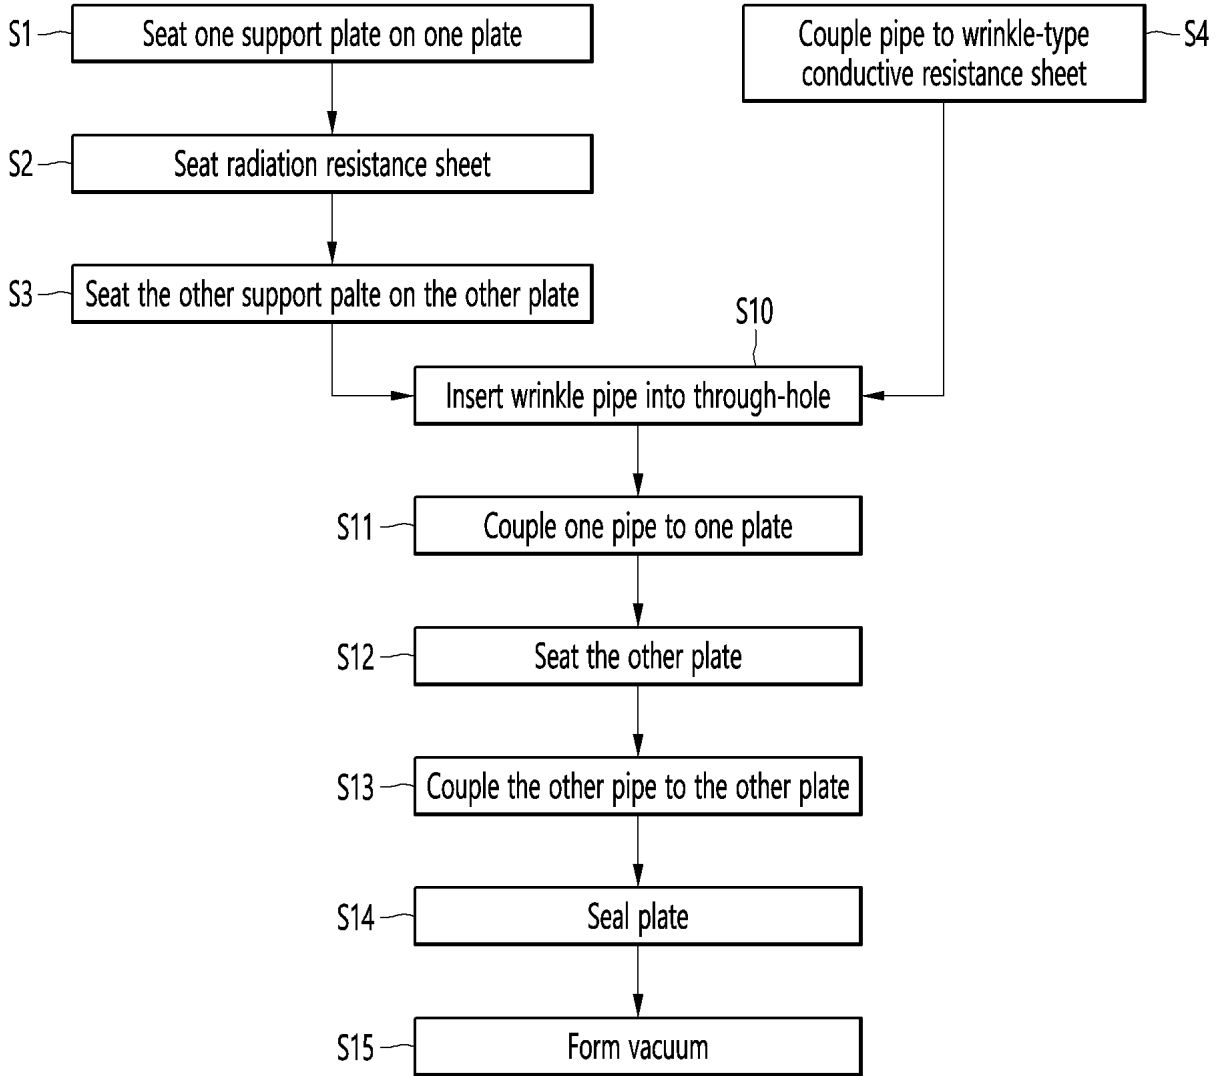 S1
Seat one support plate on one plate
S4
Couple pipe to wrinkle-type
conductive resistance sheet
S2
Seat radiation resistance sheet
S3
Seat the other support palte on the other plate
S10
Insert wrinkle pipe into through-hole
S11
Couple one pipe to one plate
S12
Seat the other plate
S13
Couple the other pipe to the other plate
S14
Seal plate
S15
Form vacuum